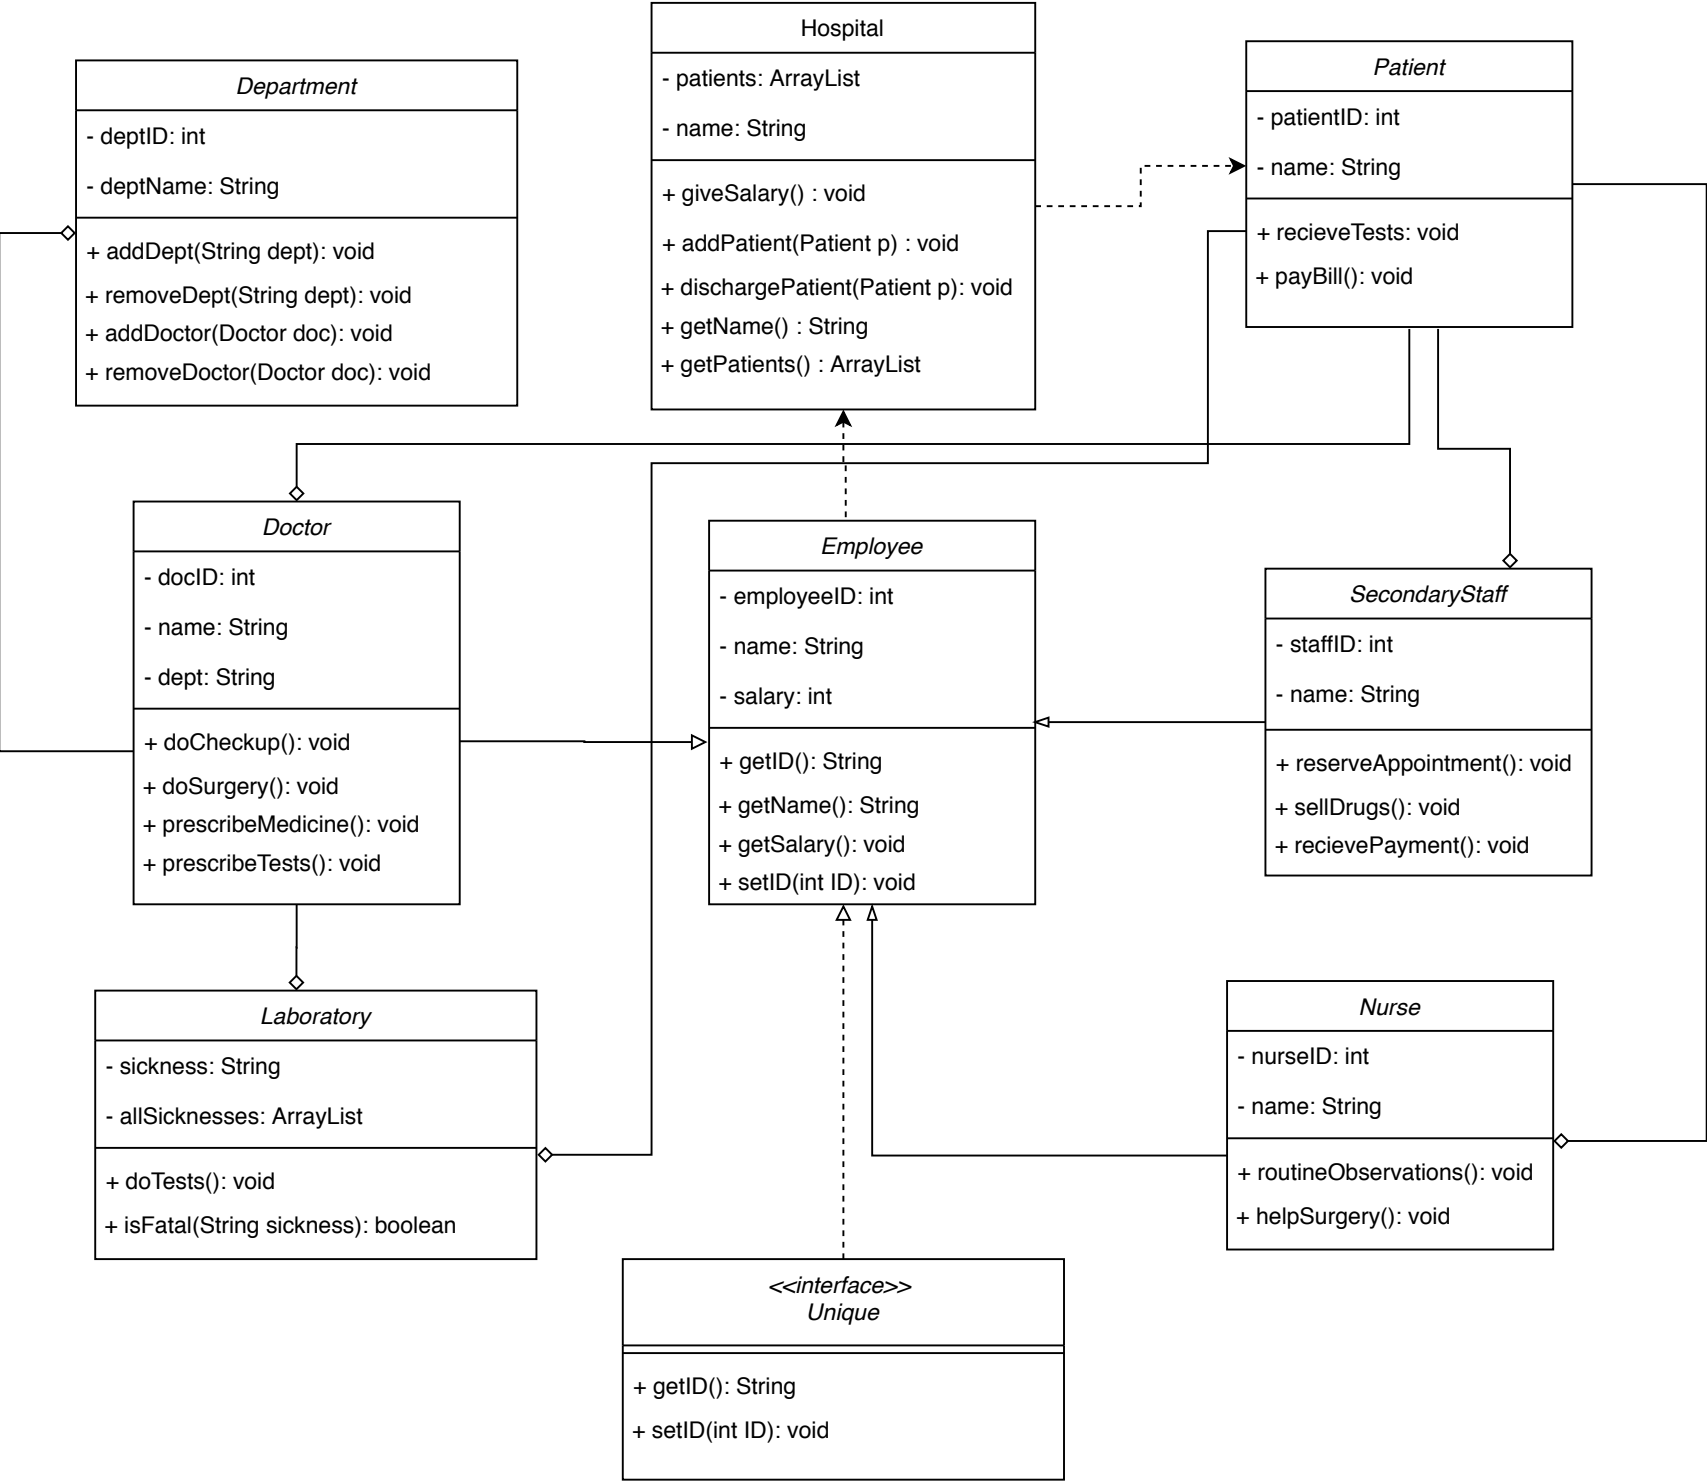 Hospital
- patients: ArrayList
- name: String
+ giveSalary() : void
+ addPatient(Patient p) : void
+ dischargePatient(Patient p): void
+ getName() : String
+ getPatients() : ArrayList
Department
- deptID: int
- deptName: String
+ addDept(String dept): void
+ removeDept(String dept): void
+ addDoctor(Doctor doc): void
+ removeDoctor(Doctor doc): void
Patient
- patientID: int
- name: String
+ recieveTests: void
+ payBill(): void
Doctor
- docID: int
- name: String
- dept: String
+ doCheckup(): void
+ doSurgery(): void
+ prescribeMedicine(): void
+ prescribeTests(): void
Employee
- employeeID: int
- name: String
- salary: int
+ getID(): String
+ getName(): String
+ getSalary(): void
+ setID(int ID): void
SecondaryStaff
- staffID: int
- name: String
+ reserveAppointment(): void
+ sellDrugs(): void
+ recievePayment(): void
Laboratory
- sickness: String
- allSicknesses: ArrayList
+ doTests(): void
+ isFatal(String sickness): boolean
Nurse
- nurseID: int
- name: String
+ routineObservations(): void
+ helpSurgery(): void
<<interface>>
Unique
+ getID(): String
+ setID(int ID): void